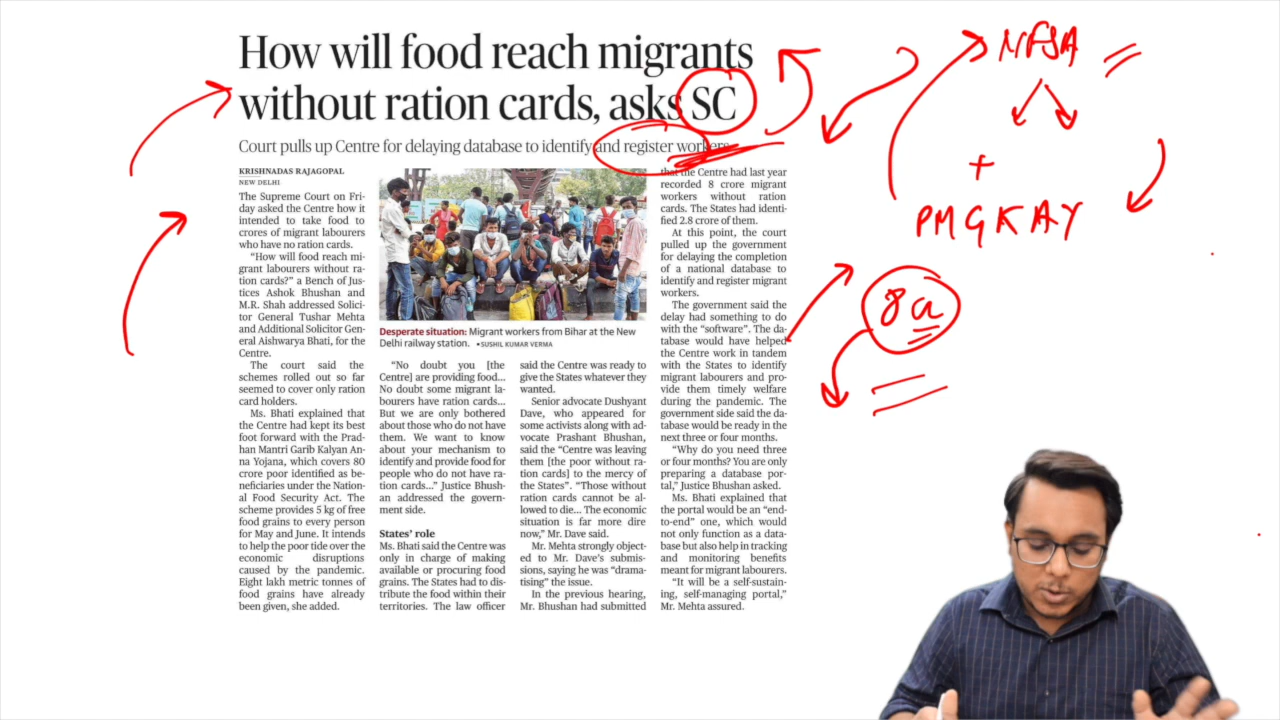 How will food reach migrants
without ration cards, asks SC
Court pulls up Centre for delaying database to identify and register workers
KRISHNADAS RAJAGOPAL
NEW DELHI
The Supreme Court on Fri-
day asked the Centre how it
intended to take food to
crores of migrant labourers
who have no ration cards.
“How will food reach mi-
grant labourers without ra-
tion cards?” a Bench of Jus-
tices Ashok Bhushan and
M.R. Shah addressed Solici-
tor General Tushar Mehta
and Additional Solicitor Gen-
eral Aishwarya Bhati, for the
Centre.
The court said the
schemes rolled out so far
seemed to cover only ration
card holders.
Ms. Bhati explained that
the Centre had kept its best
foot forward with the Prad-
han Mantri Garib Kalyan An-
na Yojana, which covers 80
crore poor identified as be-
neficiaries under the Nation-
al Food Security Act. The
scheme provides 5 kg of free
food grains to every person
for May and June. It intends
to help the poor tide over the
economic disruptions
caused by the pandemic.
Eight lakh metric tonnes of
food grains have already
been given, she added.
Desperate situation: Migrant workers from Bihar at the New
Delhi railway station. • SUSHIL KUMAR VERMA
“No doubt you [the
Centre] are providing food...
No doubt some migrant la-
bourers have ration cards...
But we are only bothered
about those who do not have
them. We want to know
about your mechanism to
identify and provide food for
people who do not have ra-
tion cards...” Justice Bhush-
an addressed the govern-
ment side.
States’ role
Ms. Bhati said the Centre was
only in charge of making
available or procuring food
grains. The States had to dis-
tribute the food within their
territories. The law officer
said the Centre was ready to
give the States whatever they
wanted.
Senior advocate Dushyant
Dave, who appeared for
some activists along with ad-
vocate Prashant Bhushan,
said the “Centre was leaving
them [the poor without ra-
tion cards] to the mercy of
the States”. “Those without
ration cards cannot be al-
lowed to die... The economic
situation is far more dire
now,” Mr. Dave said.
Mr. Mehta strongly object-
ed to Mr. Dave’s submis-
sions, saying he was “drama-
tising” the issue.
In the previous hearing,
Mr. Bhushan had submitted
that the Centre had last year
recorded 8 crore migrant
workers without ration
cards. The States had identi-
fied 2.8 crore of them.
At this point, the court
pulled up the government
for delaying the completion
of a national database to
identify and register migrant
workers.
The government said the
delay had something to do
with the “software”. The da-
tabase would have helped
the Centre work in tandem
with the States to identify
migrant labourers and pro-
vide them timely welfare
during the pandemic. The
government side said the da-
tabase would be ready in the
next three or four months.
“Why do you need three
or four months? You are only
preparing a database por-
tal,” Justice Bhushan asked.
Ms. Bhati explained that
the portal would be an “end-
to-end” one, which would
not only function as a data-
base but also help in tracking
and monitoring benefits
meant for migrant labourers.
“It will be a self-sustain-
ing, self-managing portal,”
Mr. Mehta assured.
NFSA
+
PMGKAY
8 cr